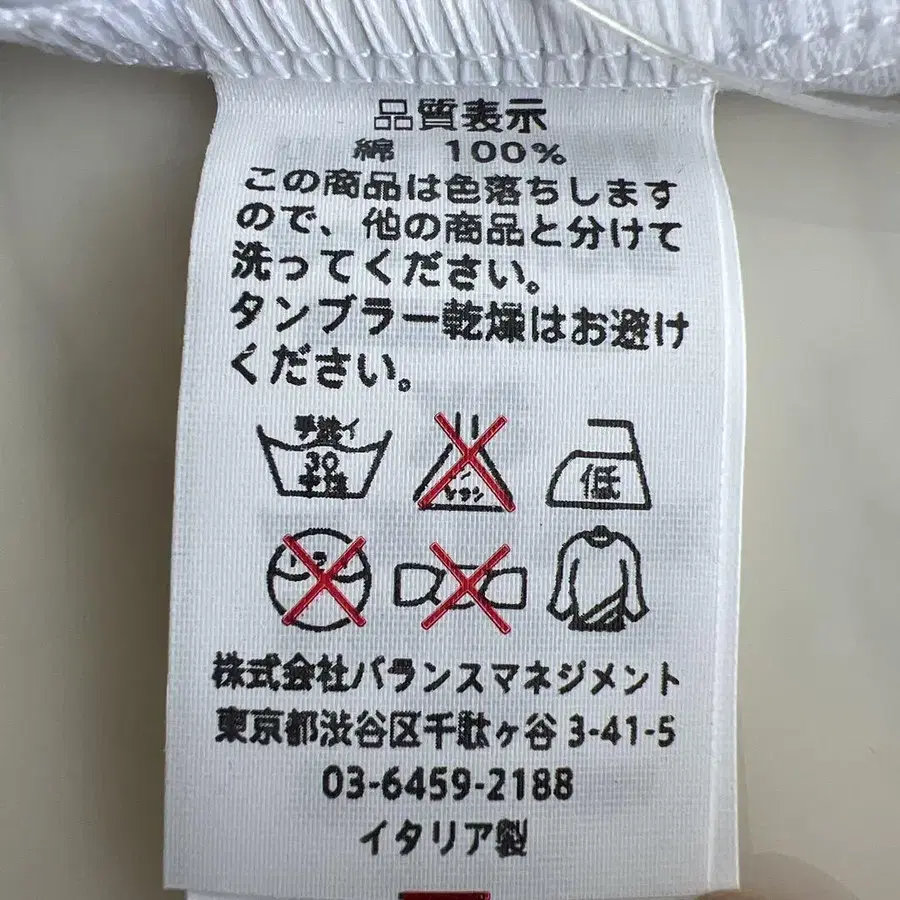 品質表示
綿 100%
この商品は色落ちします
ので、他の商品と分けて
洗ってください。
タンブラー乾燥はお避け
ください。
手洗イ
30
中性
低
株式会社バランスマネジメント
東京都渋谷区千駄ヶ谷 3-41-5
03-6459-2188
イタリア製